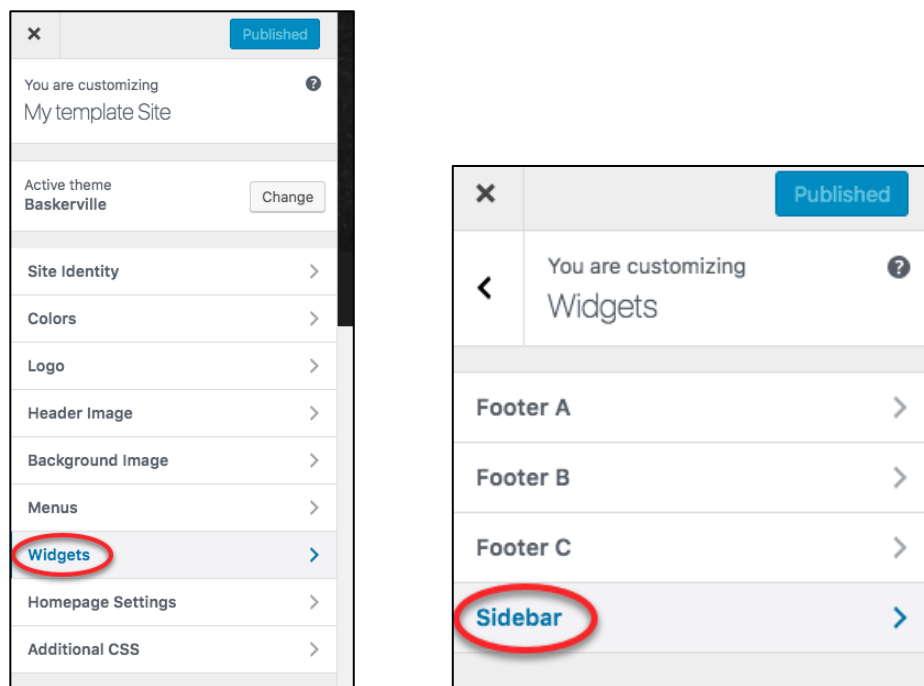 Published
You are customizing
My template Site
Active theme
Baskerville
Change
Site Identity
Colors
Logo
Header Image
Background Image
Menus
Widgets
Homepage Settings
Additional CSS
Published
You are customizing
Widgets
Footer A
Footer B
Footer C
Sidebar